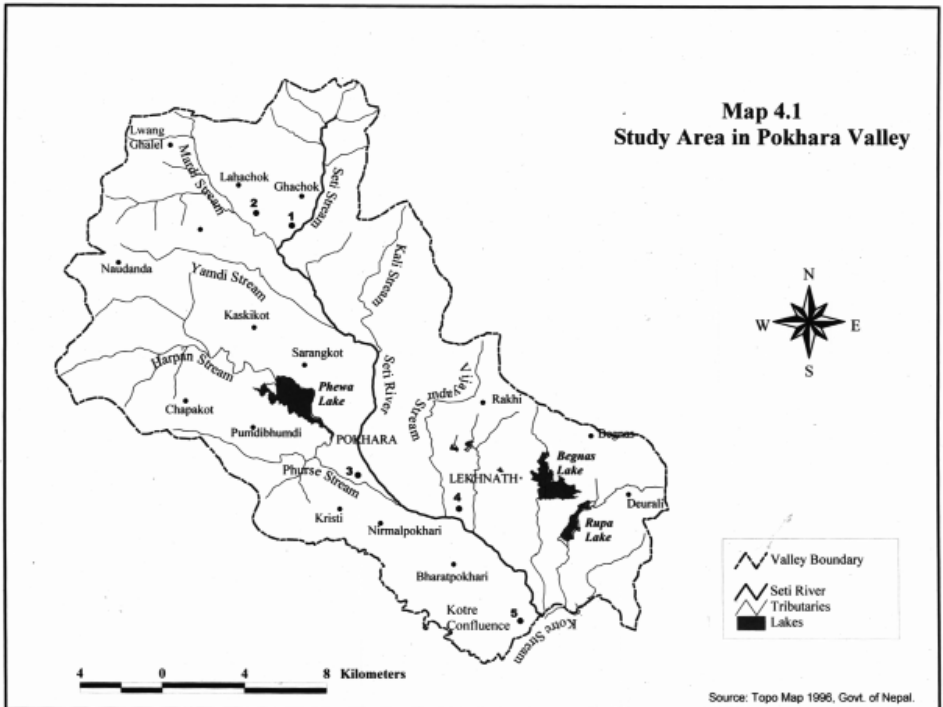 Map 4.1
Study Area in Pokhara Valley
Lwang
Ghalel
Mardi Stream
Lahachok
Ghachok
2
1
Seti Stream
Naudanda
Yamdi Stream
Kali Stream
Kaskikot
Sarangkot
Harpan Stream
Phewa
Lake
Seti River
Vijaypur
Stream
Rakhi
Chapakot
Pumdibhumdi
POKHARA
Begnas
Begnas
Lake
LEKHNATH
Phurse Stream
3
4
Deurali
Rupa
Lake
Kristi
Nirmalpokhari
Bharatpokhari
Kotre
Confluence
5
Kotre Stream
N
W
E
S
Valley Boundary
Seti River
Tributaries
Lakes
4 0 4 8 Kilometers
Source: Topo Map 1996, Govt. of Nepal.